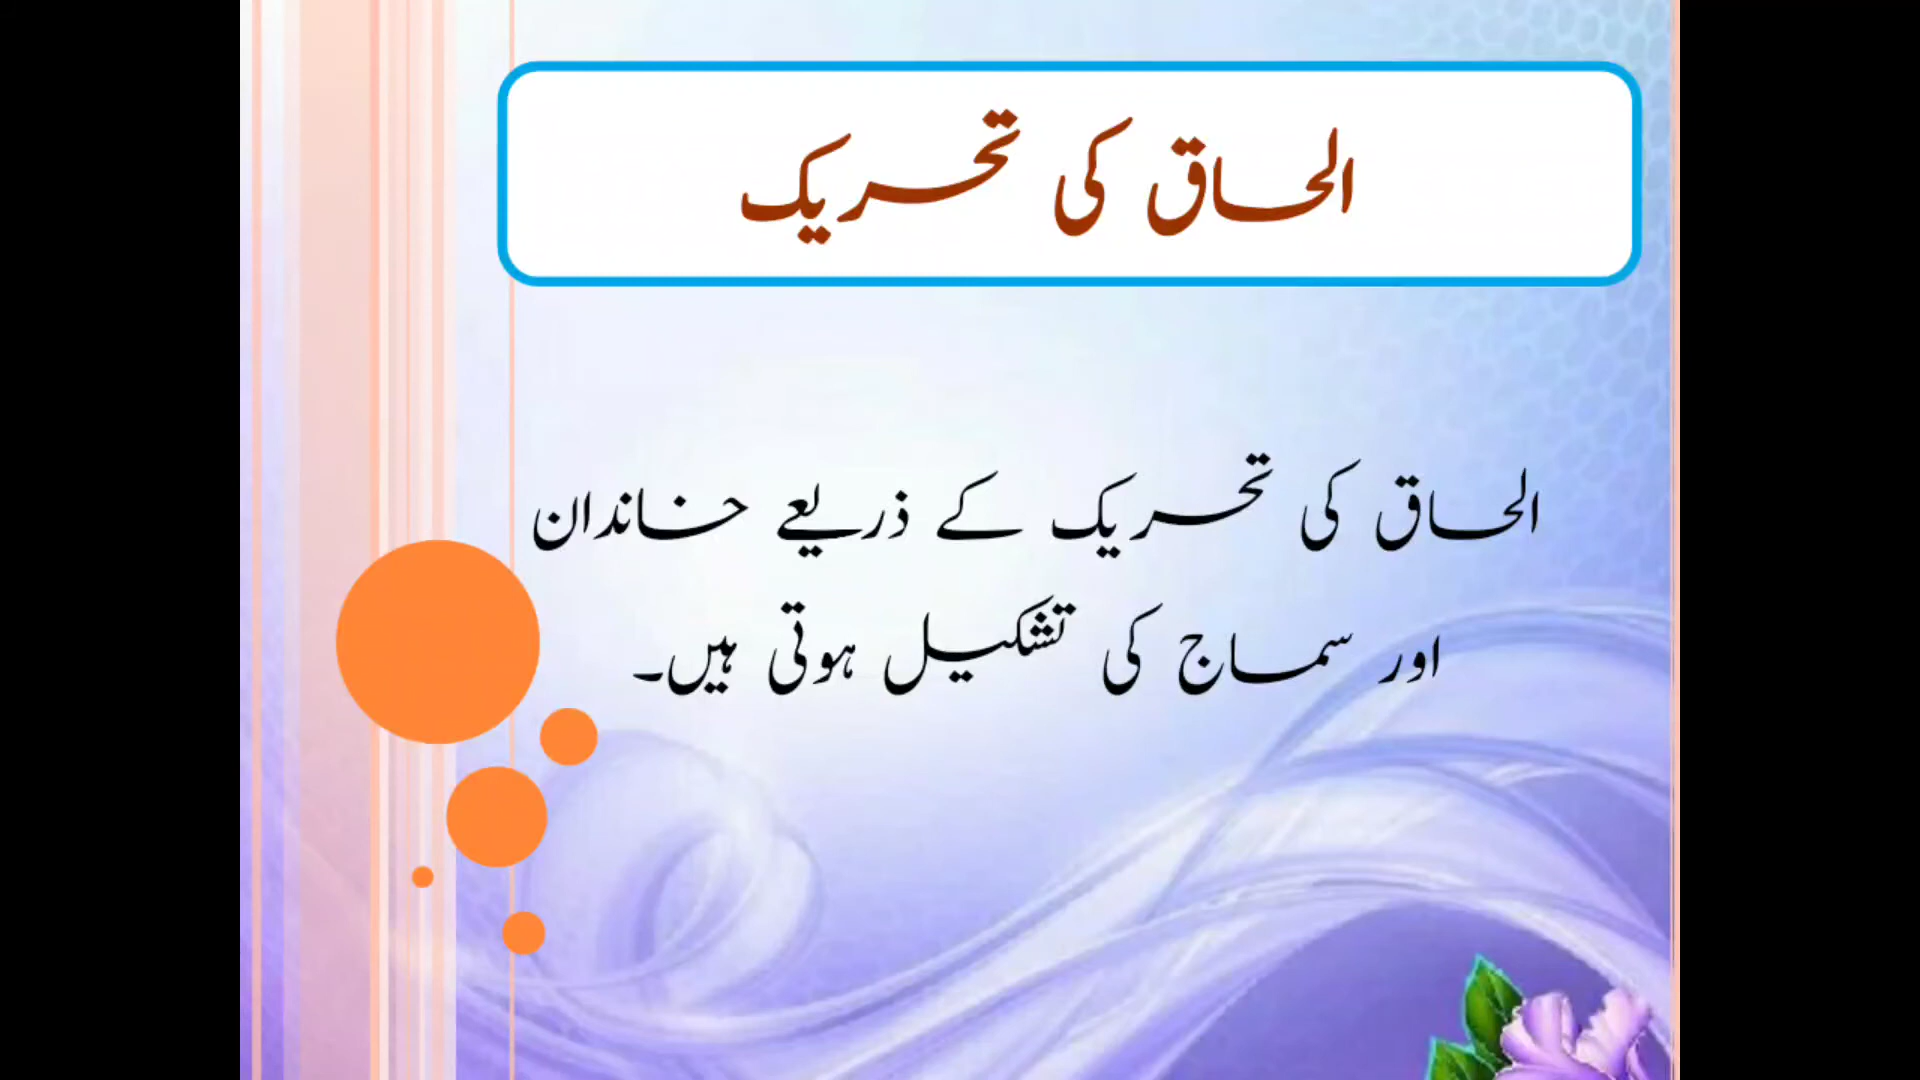 الحاق کی تحریک
الحاق کی تحریک کے ذریعے خاندان
اور سماج کی تشکیل ہوتی ہیں۔